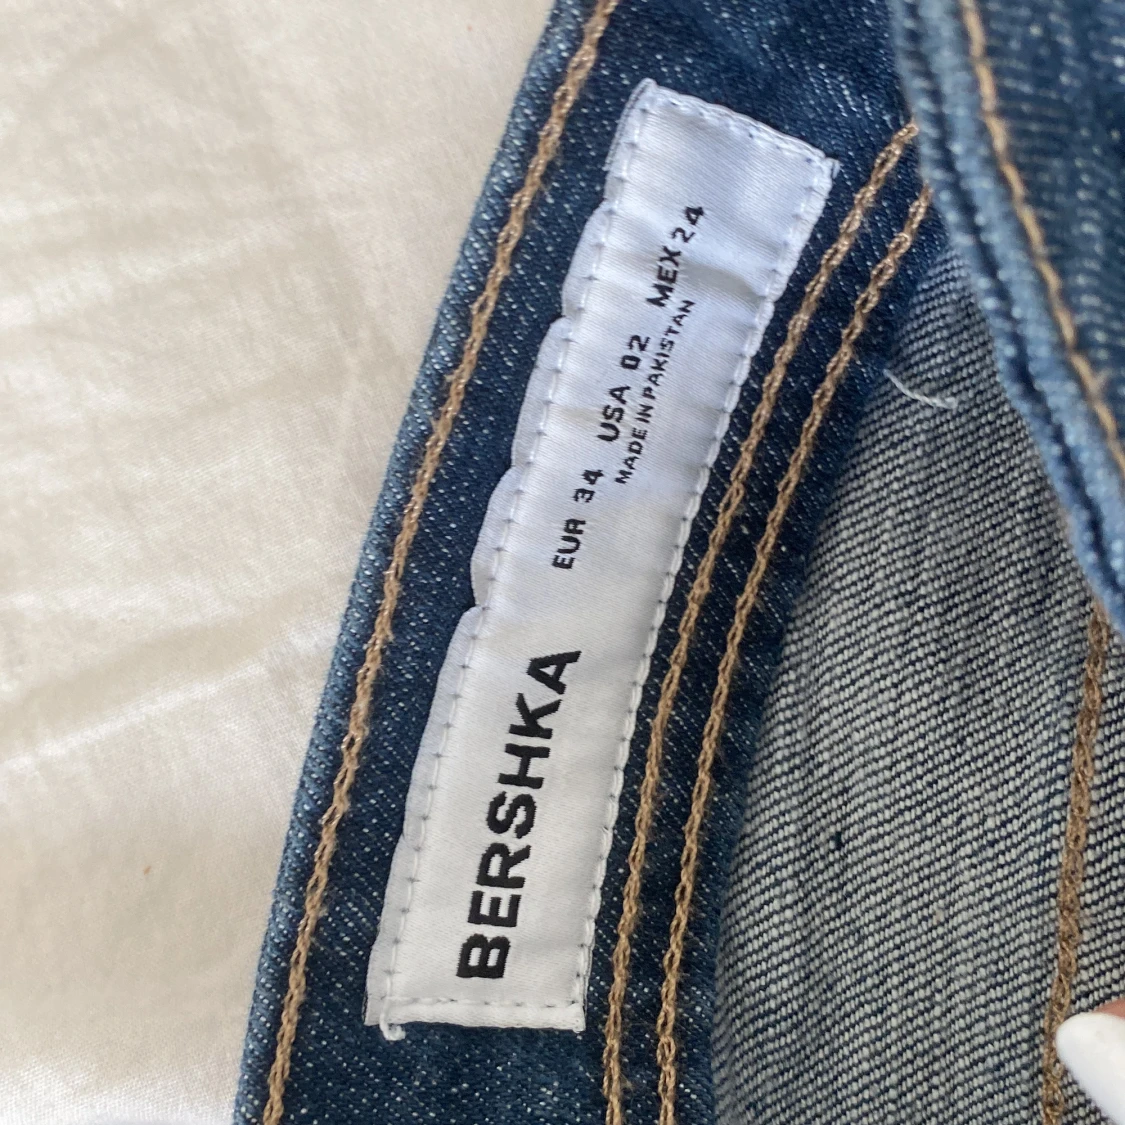 BERSHKA
EUR 34 USA 02 MEX 24
MADE IN PAKISTAN